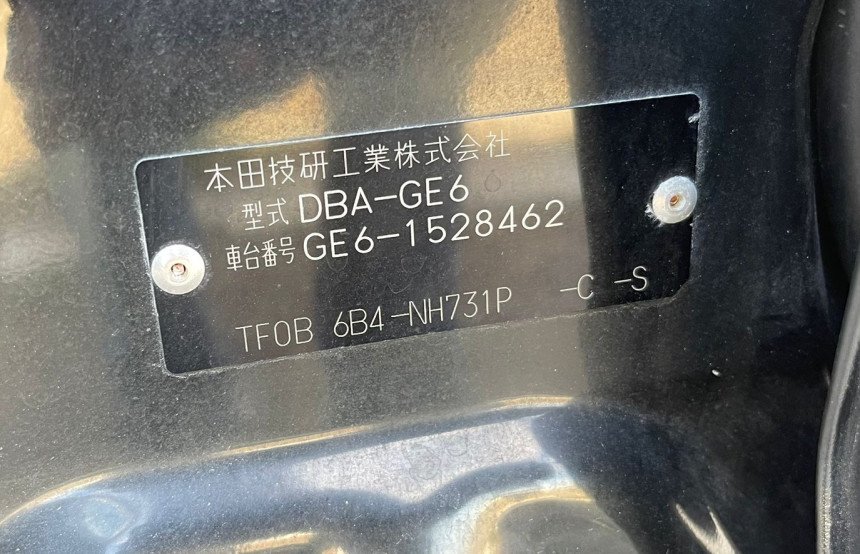 本田技研工業株式会社
型式 DBA-GE6
車台番号 GE6-1528462
TF0B 6B4-NH731P -C -S